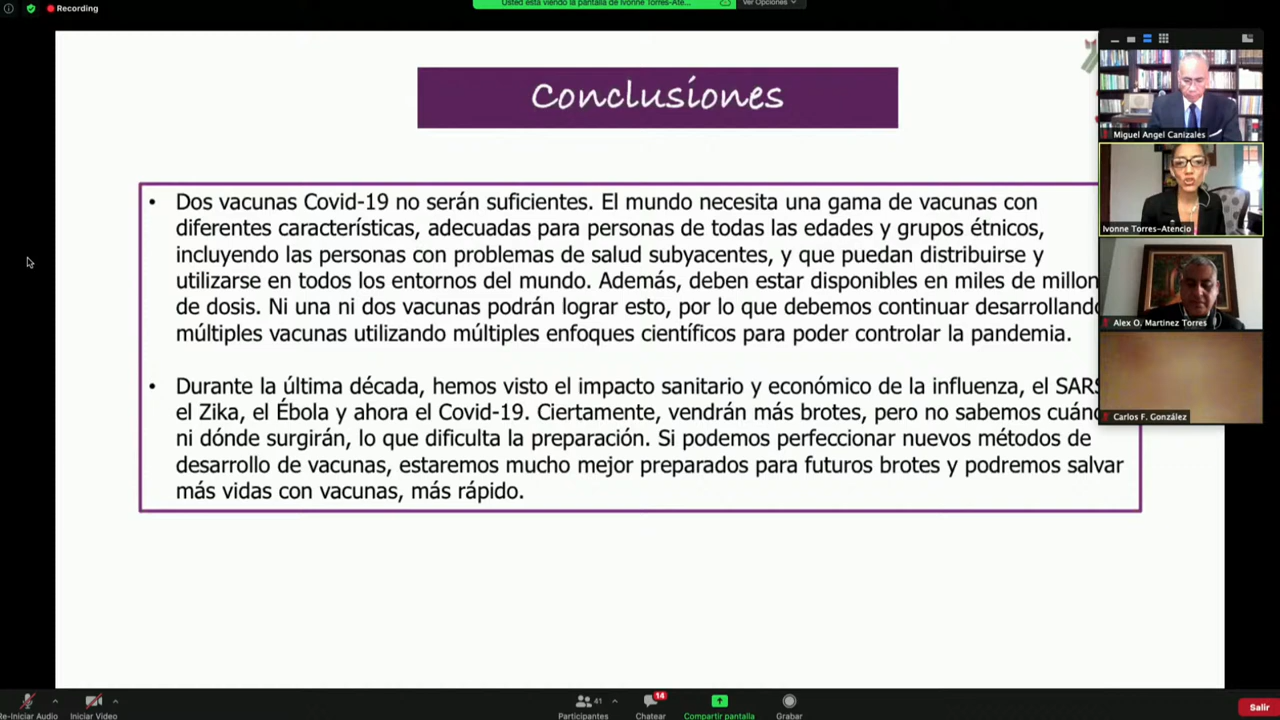 Recording
Usted está viendo la pantalla de Ivonne Torres-Ate...
Ver Opciones
Conclusiones
• Dos vacunas Covid-19 no serán suficientes. El mundo necesita una gama de vacunas con
diferentes características, adecuadas para personas de todas las edades y grupos étnicos,
incluyendo las personas con problemas de salud subyacentes, y que puedan distribuirse y
utilizarse en todos los entornos del mundo. Además, deben estar disponibles en miles de millon
de dosis. Ni una ni dos vacunas podrán lograr esto, por lo que debemos continuar desarrollando
múltiples vacunas utilizando múltiples enfoques científicos para poder controlar la pandemia.
• Durante la última década, hemos visto el impacto sanitario y económico de la influenza, el SARS
el Zika, el Ébola y ahora el Covid-19. Ciertamente, vendrán más brotes, pero no sabemos cuánd
ni dónde surgirán, lo que dificulta la preparación. Si podemos perfeccionar nuevos métodos de
desarrollo de vacunas, estaremos mucho mejor preparados para futuros brotes y podremos salvar
más vidas con vacunas, más rápido.
Miguel Angel Canizales
Ivonne Torres-Atencio
Alex O. Martinez Torres
Carlos F. González
Re-Iniciar Audio
Iniciar Video
41
Participantes
14
Chatear
Compartir pantalla
Grabar
Salir